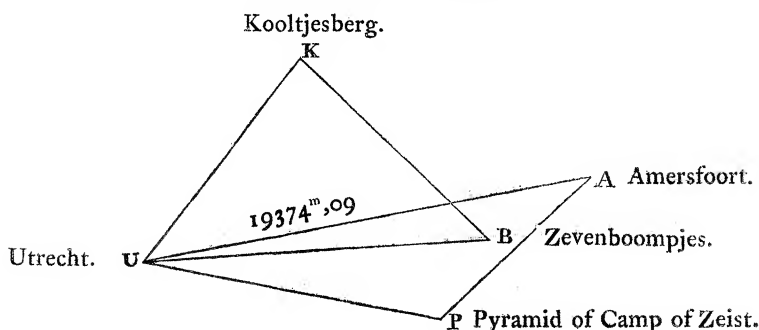 Kooltjesberg.
K
A Amersfoort.
19374ᵐ,09
B Zevenboompjes.
Utrecht. U
P Pyramid of Camp of Zeist.